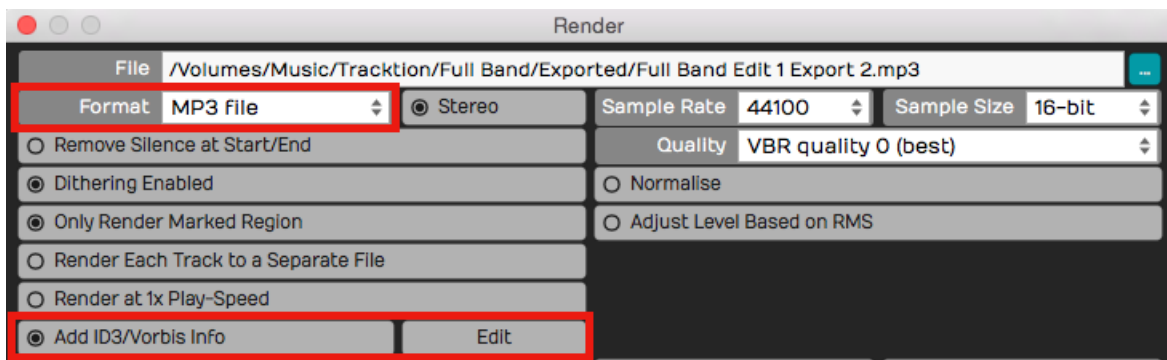 Render
File /Volumes/Music/Tracktion/Full Band/Exported/Full Band Edit 1 Export 2.mp3 ...
Format MP3 file Stereo Sample Rate 44100 Sample Size 16-bit
Remove Silence at Start/End Quality VBR quality 0 (best)
Dithering Enabled Normalise
Only Render Marked Region Adjust Level Based on RMS
Render Each Track to a Separate File
Render at 1x Play-Speed
Add ID3/Vorbis Info Edit